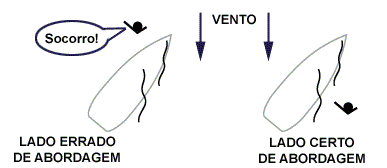 VENTO
Socorro!
LADO ERRADO
DE ABORDAGEM
LADO CERTO
DE ABORDAGEM